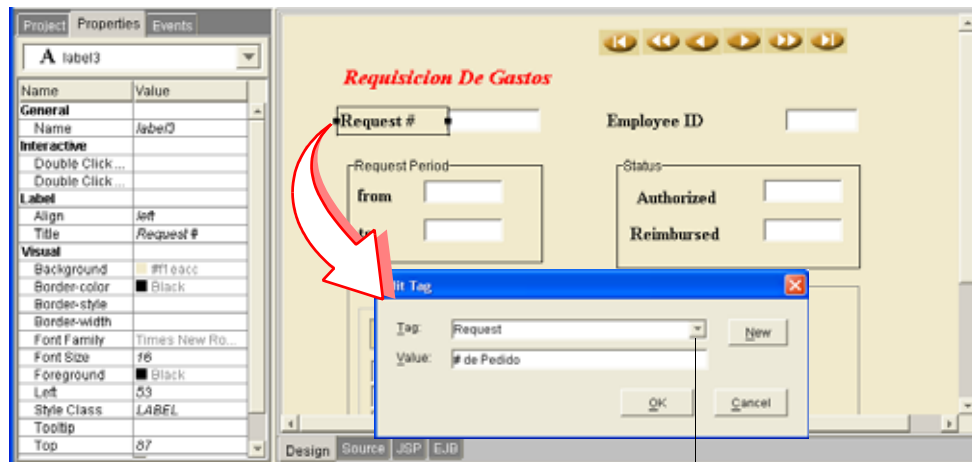 Project Properties Events
A label3
Name Value
General
Name label3
Interactive
Double Click ...
Double Click ...
Label
Align left
Title Request #
Visual
Background #f1eacc
Border-color Black
Border-style
Border-width
Font Family Times New Ro...
Font Size 16
Foreground Black
Left 53
Style Class LABEL
Tooltip
Top 87
Requisicion De Gastos
Request # Employee ID
Request Period Status
from Authorized
Reimbursed
Tag
Tag: Request New
Value: # de Pedido
OK Cancel
Design Source JSP EJB